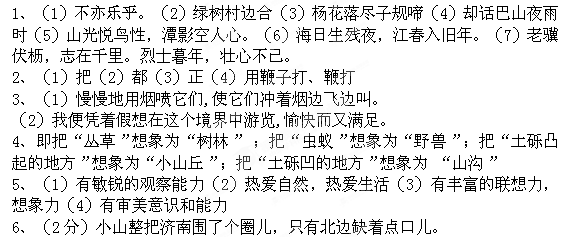 1、（1）不亦乐乎。（2）绿树村边合（3）杨花落尽子规啼（4）却话巴山夜雨
时（5）山光悦鸟性，潭影空人心。（6）海日生残夜，江春入旧年。（7）老骥
伏枥，志在千里。烈士暮年，壮心不已。
2、（1）把（2）都（3）正（4）用鞭子打、鞭打
3、（1）慢慢地用烟喷它们,使它们冲着烟边飞边叫。
（2）我便凭着假想在这个境界中游览,愉快而又满足。
4、即把“丛草 ”想象为“树林 ”；把“虫蚁 ”想象为“野兽 ”；把“土砾凸
起的地方 ”想象为“小山丘 ”；把“土砾凹的地方 ”想象为 “山沟 ”
5、（1）有敏锐的观察能力（2）热爱自然，热爱生活（3）有丰富的联想力，
想象力（4）有审美意识和能力
6、（2分）小山整把济南围了个圈儿，只有北边缺着点口儿。